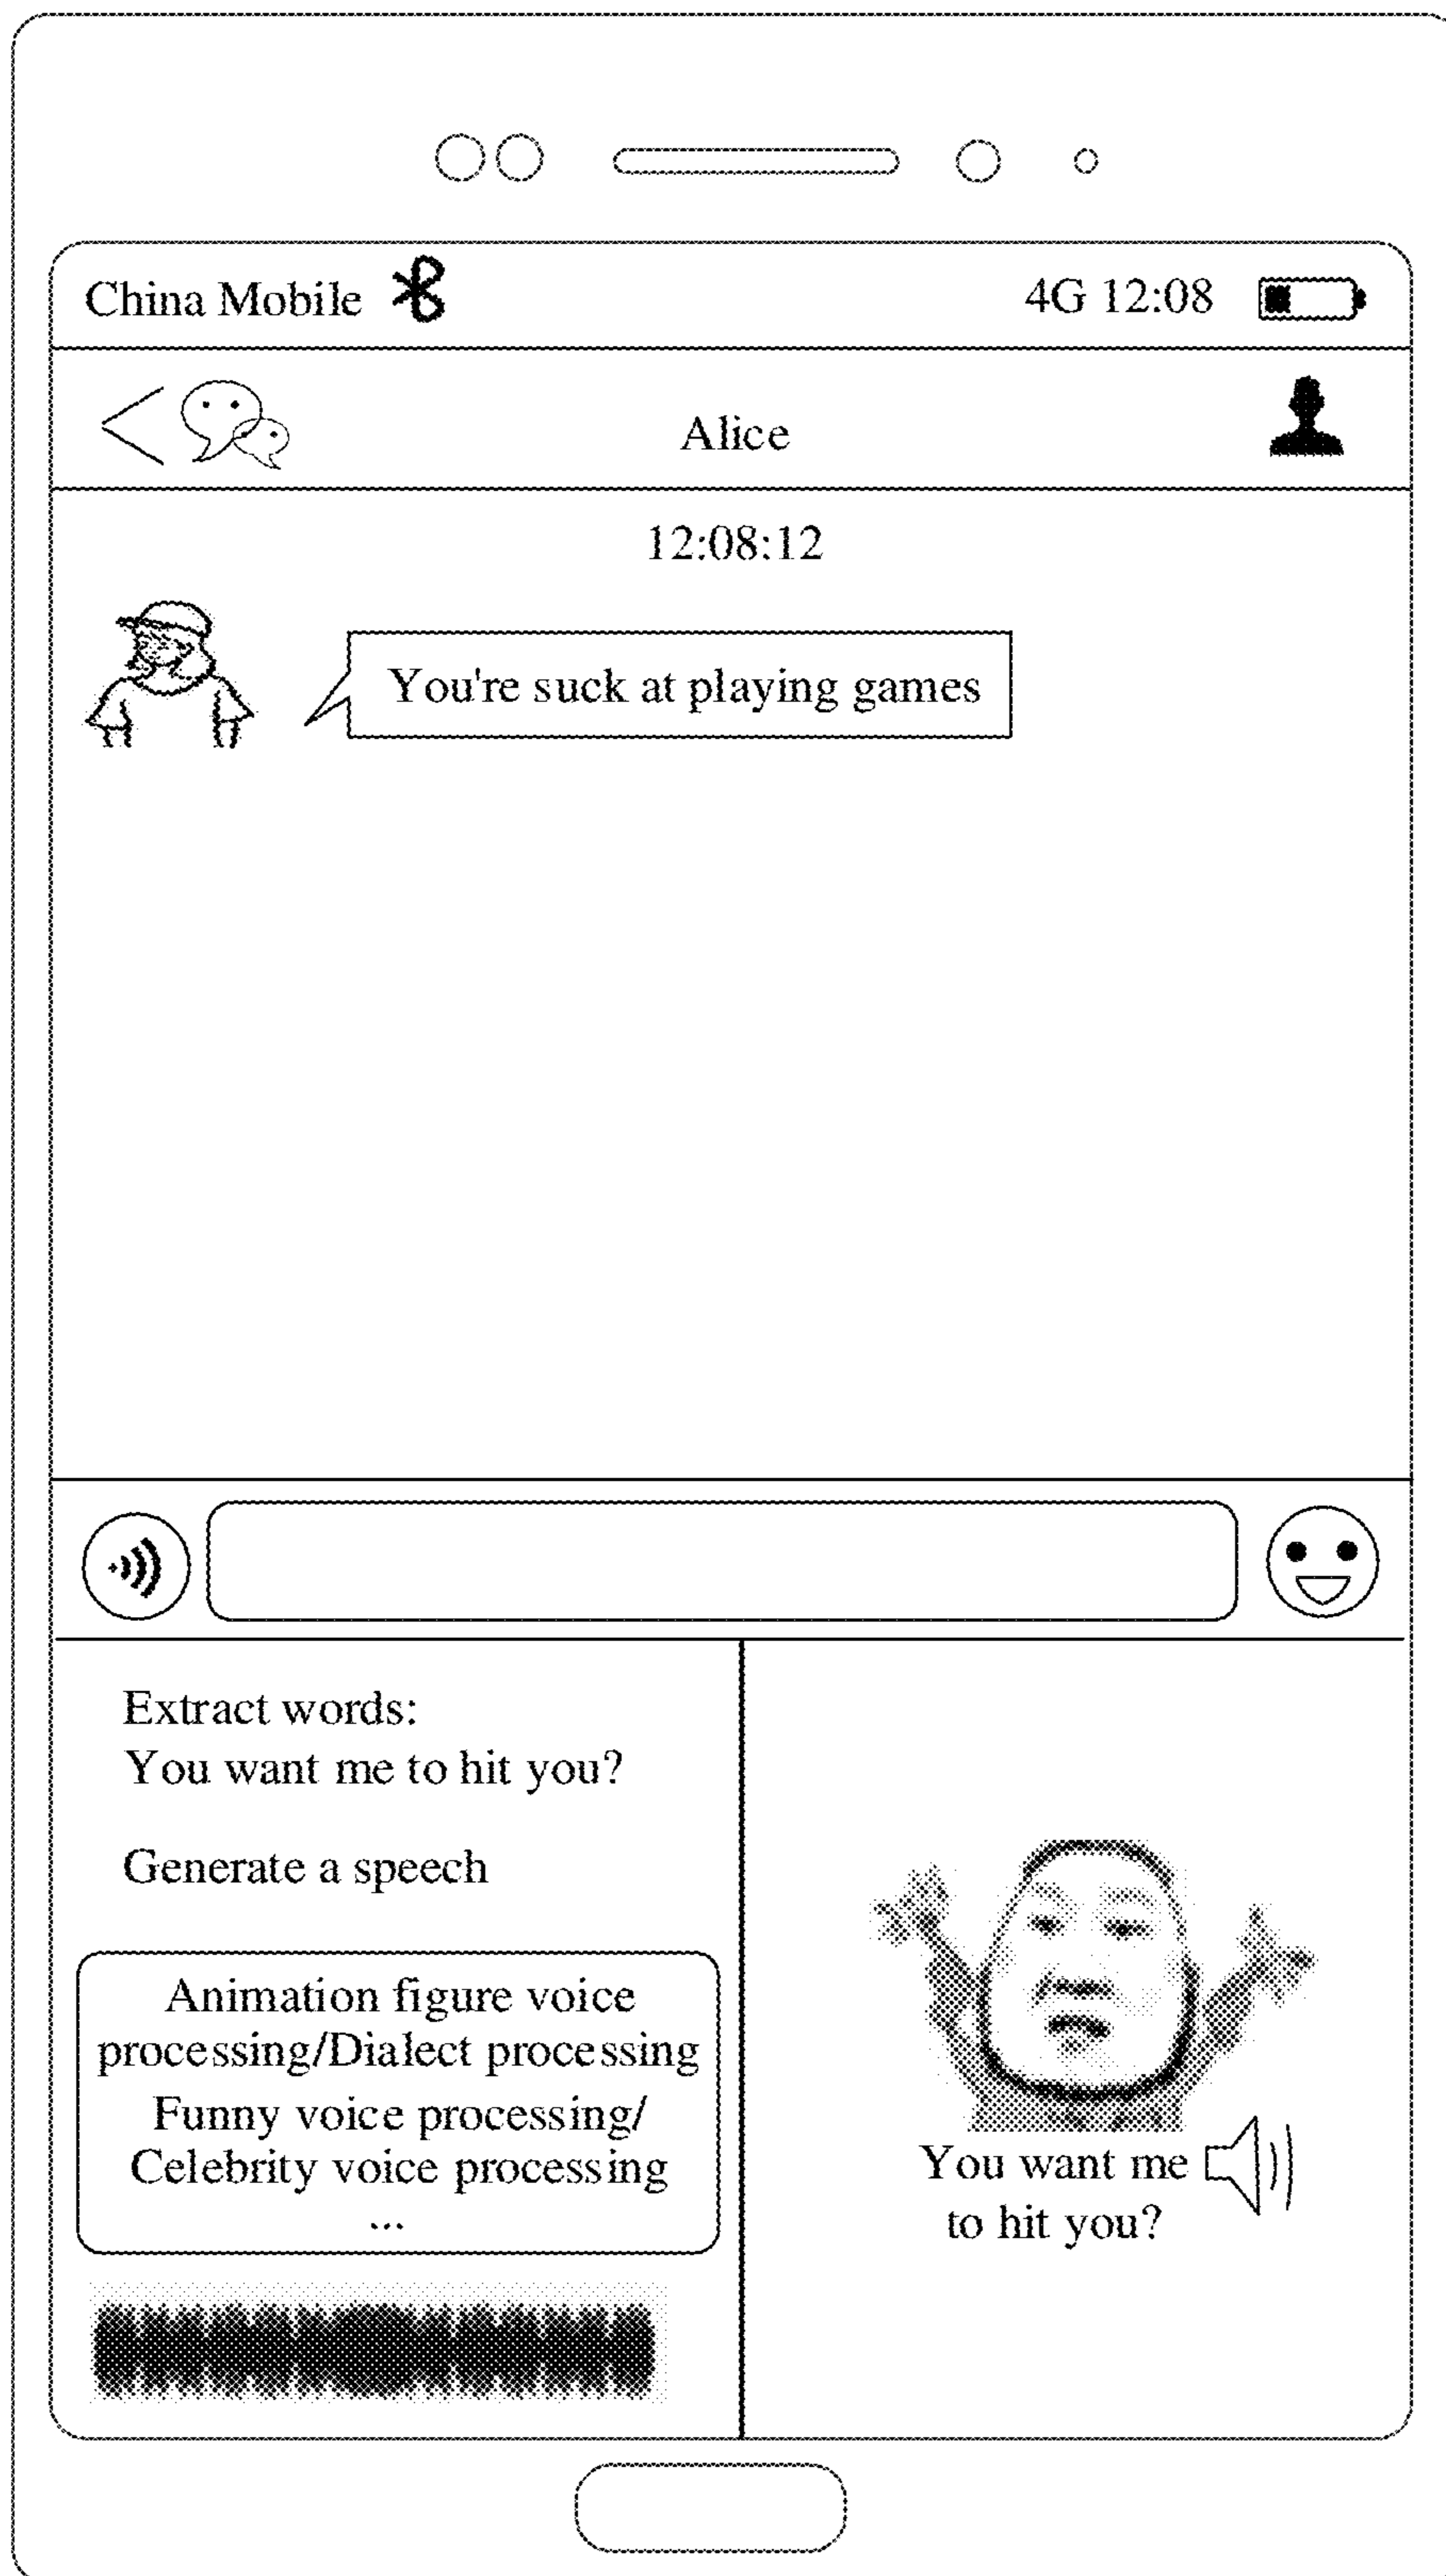 China Mobile 4G 12:08
Alice
12:08:12
You're suck at playing games
Extract words:
You want me to hit you?
Generate a speech
Animation figure voice
processing/Dialect processing
Funny voice processing/
Celebrity voice processing
...
You want me
to hit you?